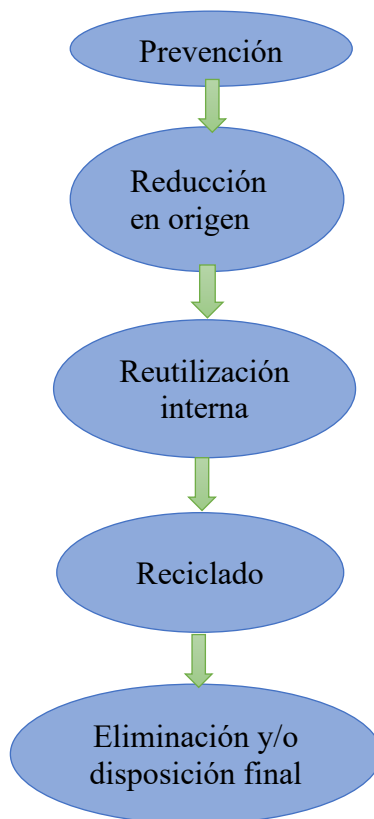 Prevención
Reducción
en origen
Reutilización
interna
Reciclado
Eliminación y/o
disposición final